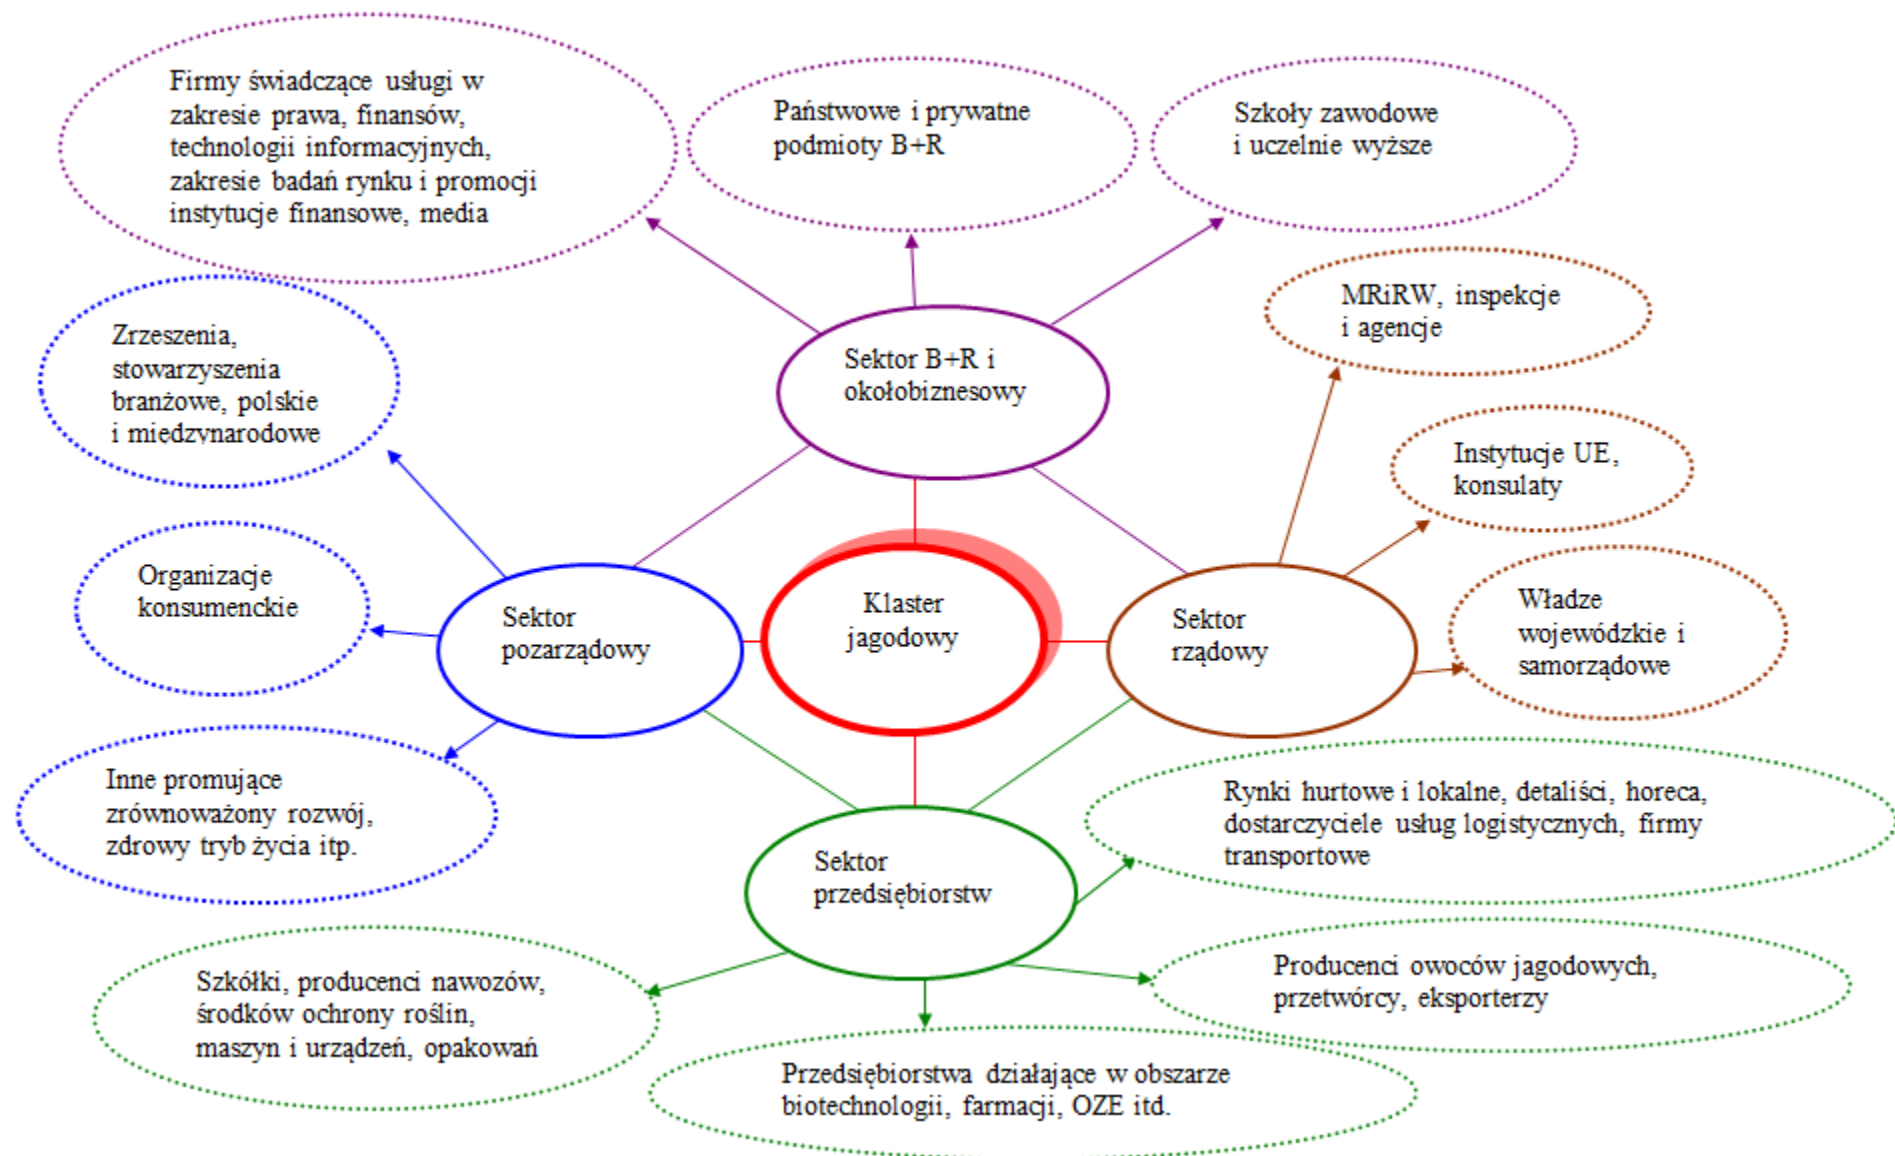 Firmy świadczące usługi w
zakresie prawa, finansów,
technologii informacyjnych,
zakresie badań rynku i promocji
instytucje finansowe, media
Państwowe i prywatne
podmioty B+R
Szkoły zawodowe
i uczelnie wyższe
MRiRW, inspekcje
i agencje
Zrzeszenia,
stowarzyszenia
branżowe, polskie
i międzynarodowe
Sektor B+R i
okołobiznesowy
Instytucje UE,
konsulaty
Organizacje
konsumenckie
Sektor
pozarządowy
Klaster
jagodowy
Sektor
rządowy
Władze
wojewódzkie i
samorządowe
Inne promujące
zrównoważony rozwój,
zdrowy tryb życia itp.
Sektor
przedsiębiorstw
Rynki hurtowe i lokalne, detaliści, horeca,
dostarczyciele usług logistycznych, firmy
transportowe
Szkółki, producenci nawozów,
środków ochrony roślin,
maszyn i urządzeń, opakowań
Producenci owoców jagodowych,
przetwórcy, eksporterzy
Przedsiębiorstwa działające w obszarze
biotechnologii, farmacji, OZE itd.